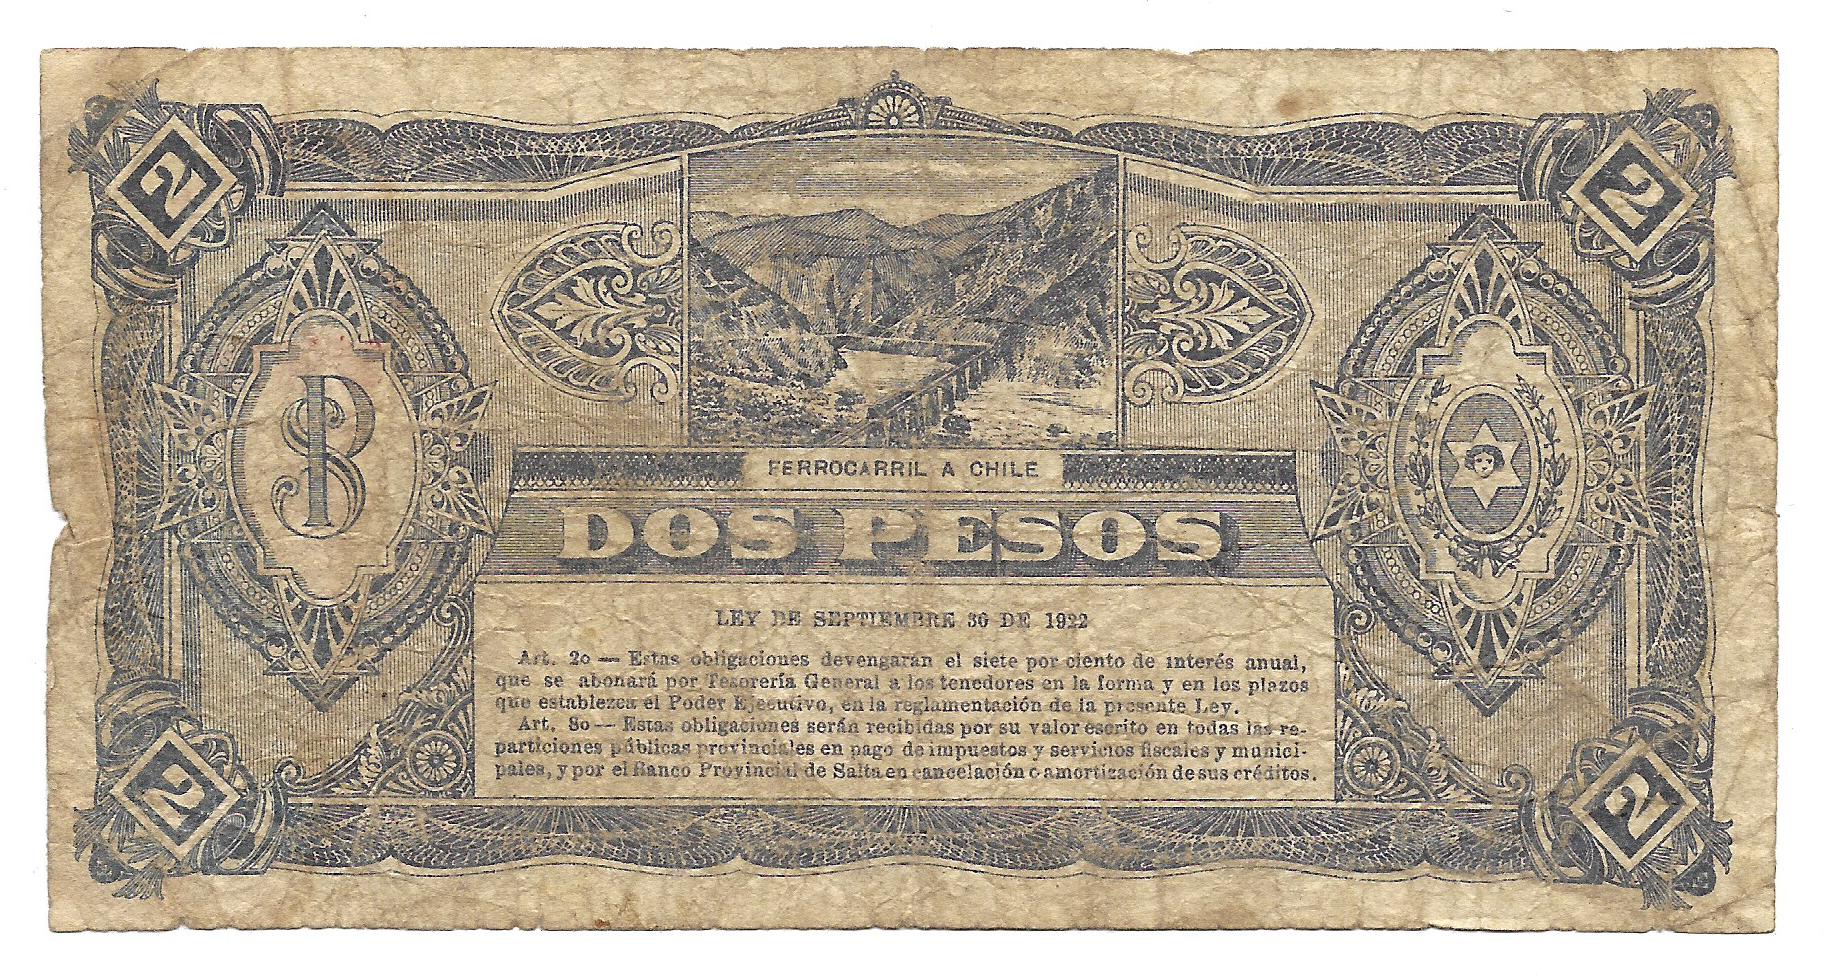 2
2
BS
FERROCARRIL A CHILE
DOS PESOS
LEY DE SEPTIEMBRE 30 DE 1922
Art. 2o — Estas obligaciones devengarán el siete por ciento de interés anual,
que se abonará por Tesorería General a los tenedores en la forma y en los plazos
que establezca el Poder Ejecutivo, en la reglamentación de la presente Ley.
Art. 8o — Estas obligaciones serán recibidas por su valor escrito en todas las re-
particiones públicas provinciales en pago de impuestos y servicios fiscales y munici-
pales, y por el Banco Provincial de Salta en cancelación o amortización de sus créditos.
2
2